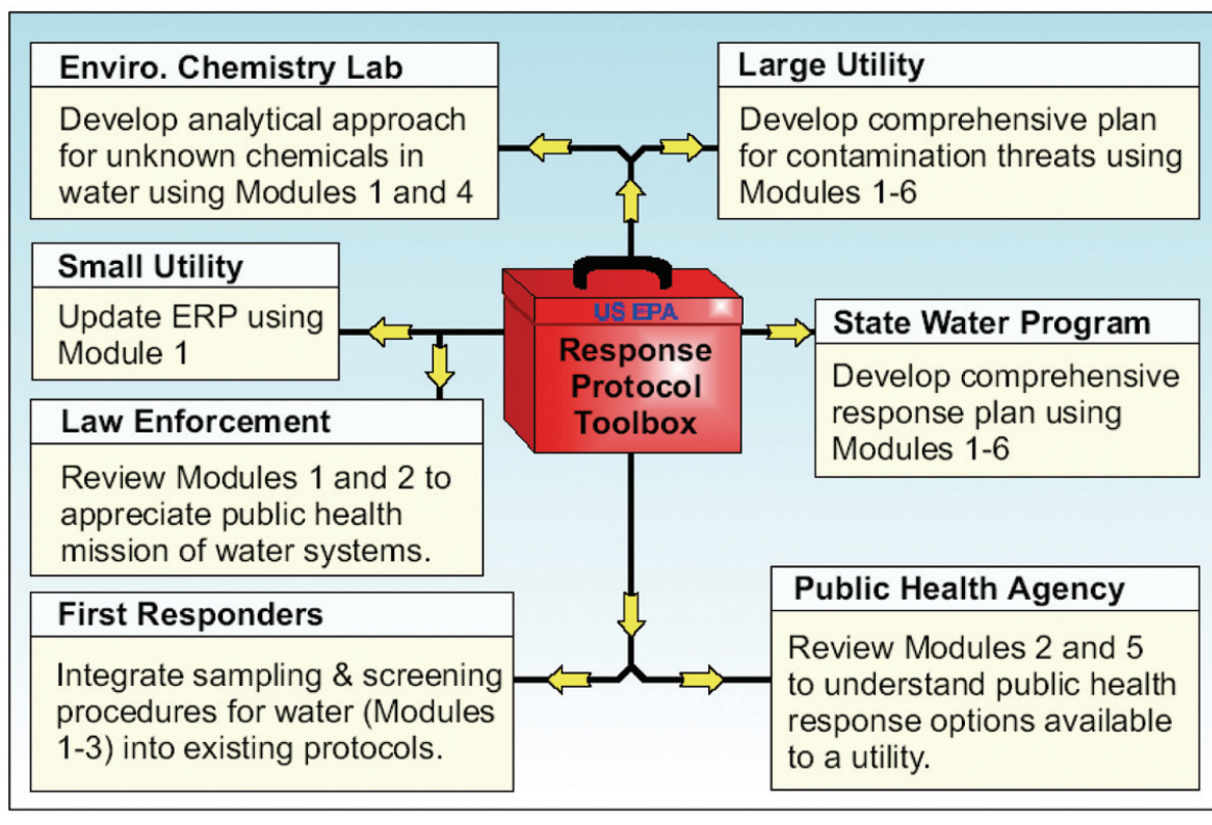 Enviro. Chemistry Lab
Develop analytical approach
for unknown chemicals in
water using Modules 1 and 4
Large Utility
Develop comprehensive plan
for contamination threats using
Modules 1-6
Small Utility
Update ERP using
Module 1
US EPA
Response
Protocol
Toolbox
State Water Program
Develop comprehensive
response plan using
Modules 1-6
Law Enforcement
Review Modules 1 and 2 to
appreciate public health
mission of water systems.
First Responders
Integrate sampling & screening
procedures for water (Modules
1-3) into existing protocols.
Public Health Agency
Review Modules 2 and 5
to understand public health
response options available
to a utility.